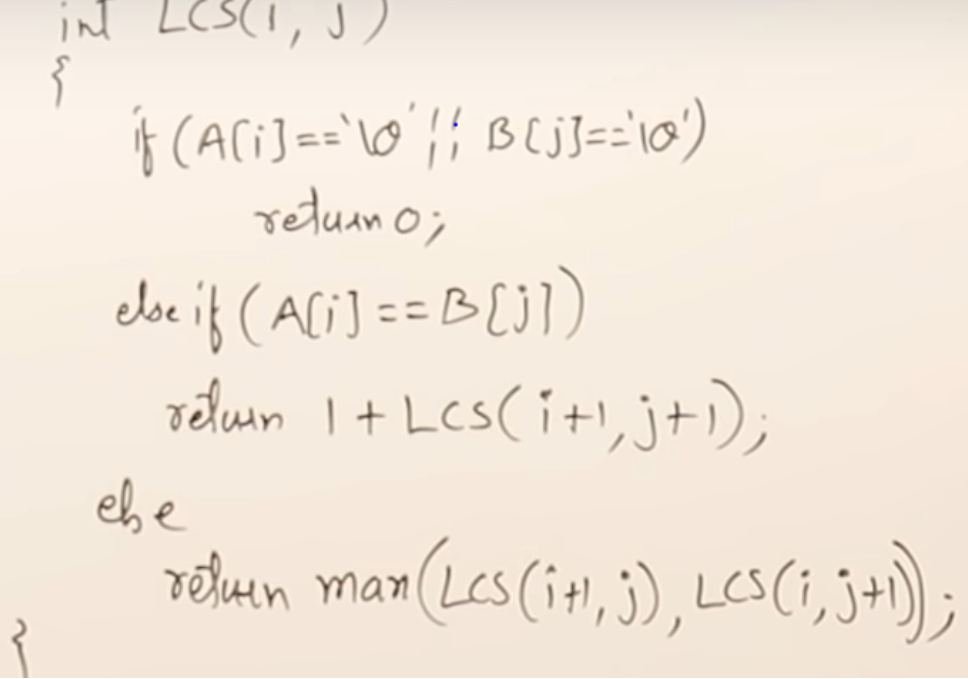 int LCS(i, j)
{
if (A[i]=='\0' || B[j]=='\0')
return 0;
else if (A[i] == B[j])
return 1 + LCS(i+1, j+1);
else
return max(LCS(i+1, j), LCS(i, j+1));
{